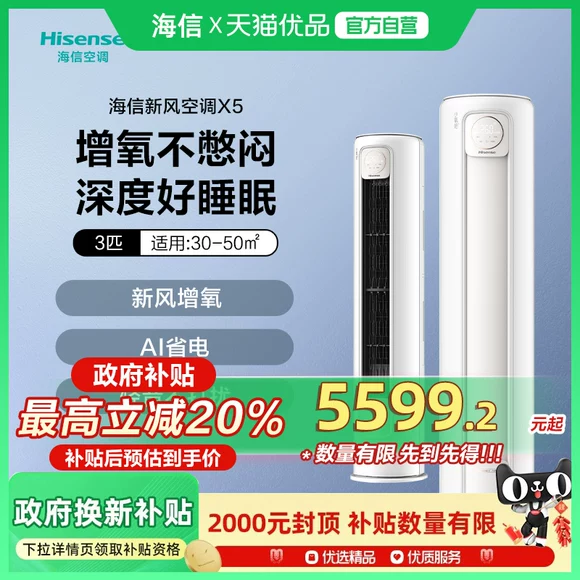 海信X天猫优品 官方自营
Hisense
海信空调
海信新风空调X5
增氧不憋闷
深度好睡眠
3匹 适用:30-50㎡
新风增氧
AI省电
Hisense
政府补贴
最高立减20%
补贴后预估到手价
5599.2
元起
*数量有限 先到先得!!!
政府换新补贴
下拉详情页领取补贴资格
2000元封顶 补贴数量有限
优选精品 优质服务